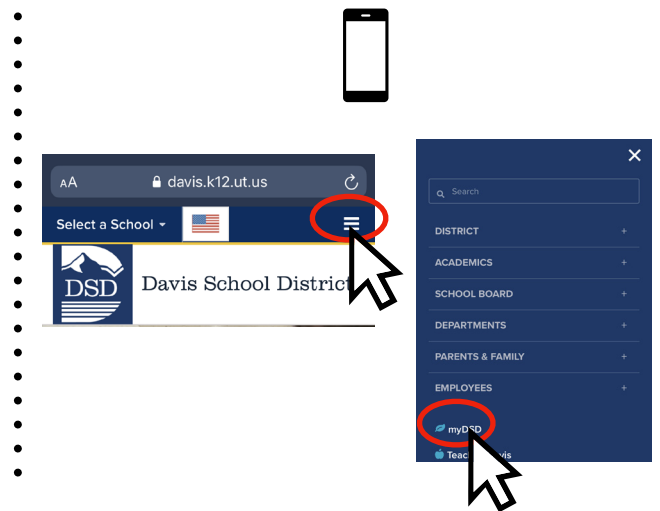 AA davis.k12.ut.us
Select a School
DSD Davis School District
Search
DISTRICT +
ACADEMICS +
SCHOOL BOARD +
DEPARTMENTS +
PARENTS & FAMILY +
EMPLOYEES +
myDSD